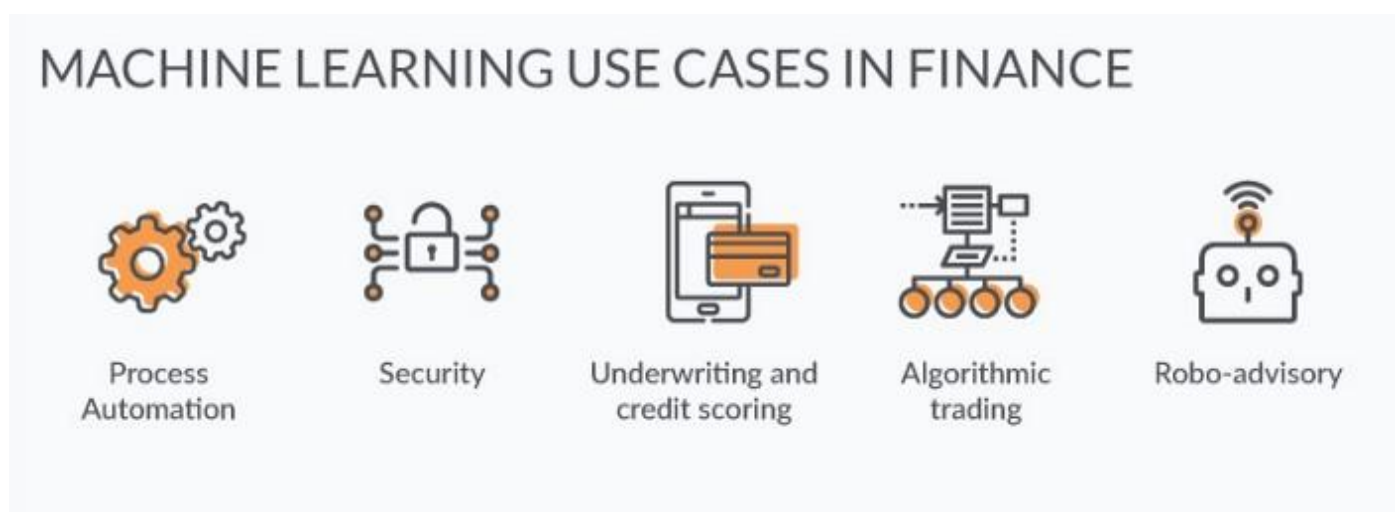 MACHINE LEARNING USE CASES IN FINANCE
Process
Automation
Security
Underwriting and
credit scoring
Algorithmic
trading
Robo-advisory